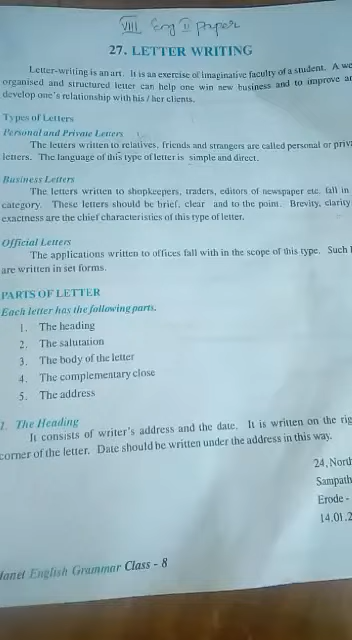 VIII Eng II Paper
27. LETTER WRITING
Letter-writing is an art. It is an exercise of Imaginative faculty of a student. A
organised and structured letter can help one win new business and to improve
develop one's relationship with his / her clients.
Types of Letters
Personal and Private Letters
The letters written to relatives, friends and strangers are called personal or
letters. The language of this type of letter is simple and direct.
Business Letters
The letters written to shopkeepers, traders, editors of newspaper etc. fall in
category. These letters should be brief, clear and to the point. Brevity, clarity
exactness are the chief characteristics of this type of letter.
Official Letters
The applications written to offices fall with in the scope of this type. Such
are written in set forms.
PARTS OF LETTER
Each letter has the following parts.
1. The heading
2. The salutation
3. The body of the letter
4. The complementary close
5. The address
1. The Heading
It consists of writer's address and the date. It is written on the
corner of the letter. Date should be written under the address in this way.
24, North
Sampath
Erode -
14.01.2
English Grammar Class - 8